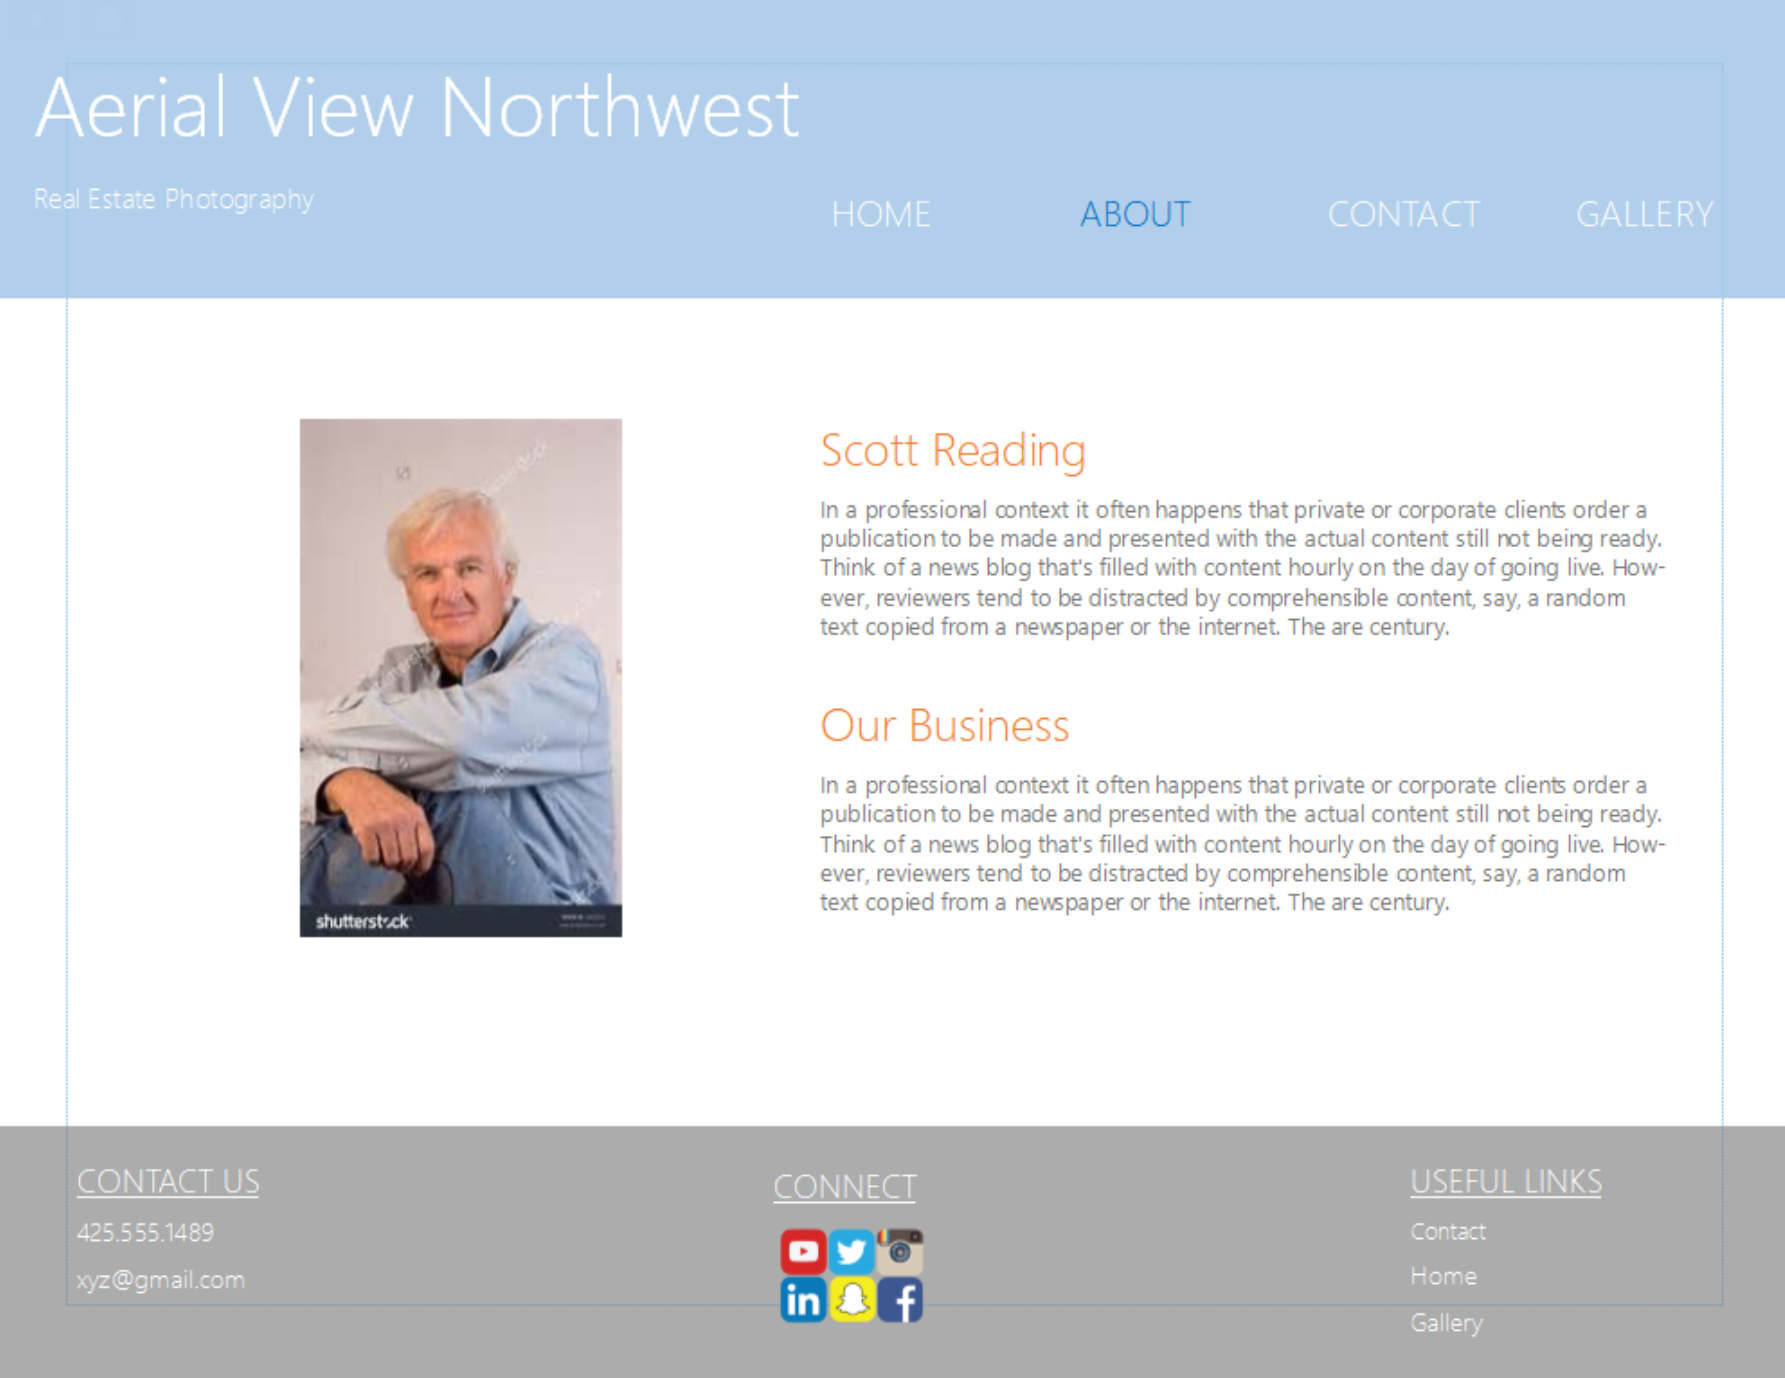 Aerial View Northwest
Real Estate Photography
HOME ABOUT CONTACT GALLERY
Scott Reading
In a professional context it often happens that private or corporate clients order a
publication to be made and presented with the actual content still not being ready.
Think of a news blog that's filled with content hourly on the day of going live. How-
ever, reviewers tend to be distracted by comprehensible content, say, a random
text copied from a newspaper or the internet. The are century.
Our Business
In a professional context it often happens that private or corporate clients order a
publication to be made and presented with the actual content still not being ready.
Think of a news blog that's filled with content hourly on the day of going live. How-
ever, reviewers tend to be distracted by comprehensible content, say, a random
text copied from a newspaper or the internet. The are century.
shutterstock
CONTACT US
425.555.1489
xyz@gmail.com
CONNECT
in
f
USEFUL LINKS
Contact
Home
Gallery